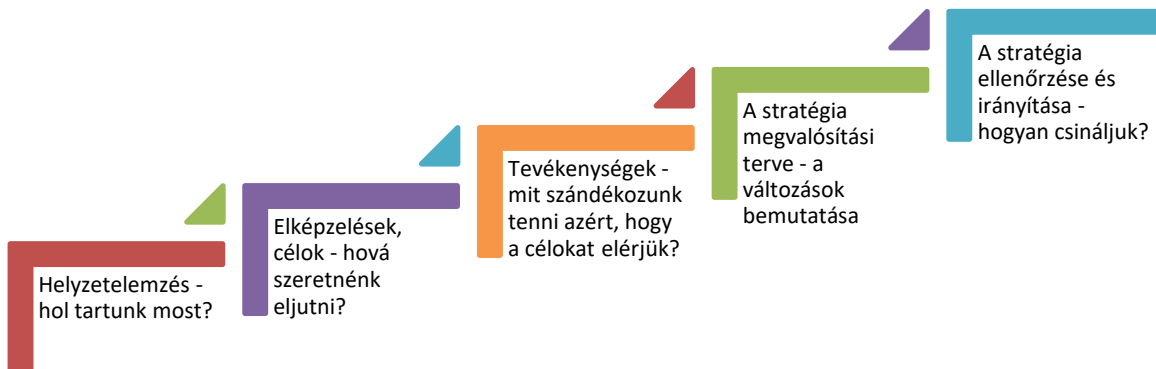 Helyzetelemzés -
hol tartunk most?
Elképzelések,
célok - hová
szeretnénk
eljutni?
Tevékenységek -
mit szándékozunk
tenni azért, hogy
a célokat elérjük?
A stratégia
megvalósítási
terve - a
változások
bemutatása
A stratégia
ellenőrzése és
irányítása -
hogyan csináljuk?